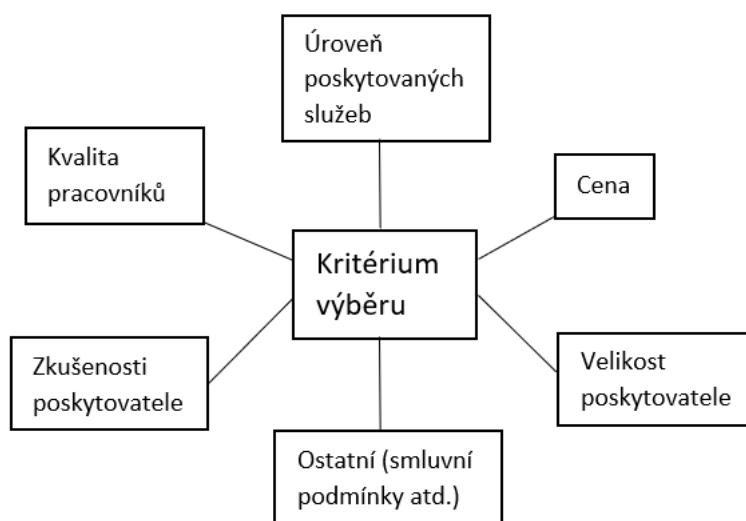 Úroveň
poskytovaných
služeb
Kvalita
pracovníků
Cena
Kritérium
výběru
Zkušenosti
poskytovatele
Velikost
poskytovatele
Ostatní (smluvní
podmínky atd.)